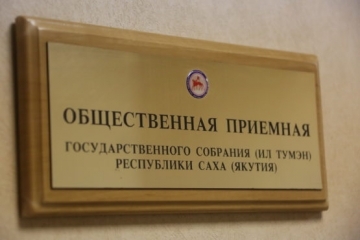 ОБЩЕСТВЕННАЯ ПРИЕМНАЯ
ГОСУДАРСТВЕННОГО СОБРАНИЯ (ИЛ ТУМЭН)
РЕСПУБЛИКИ САХА (ЯКУТИЯ)